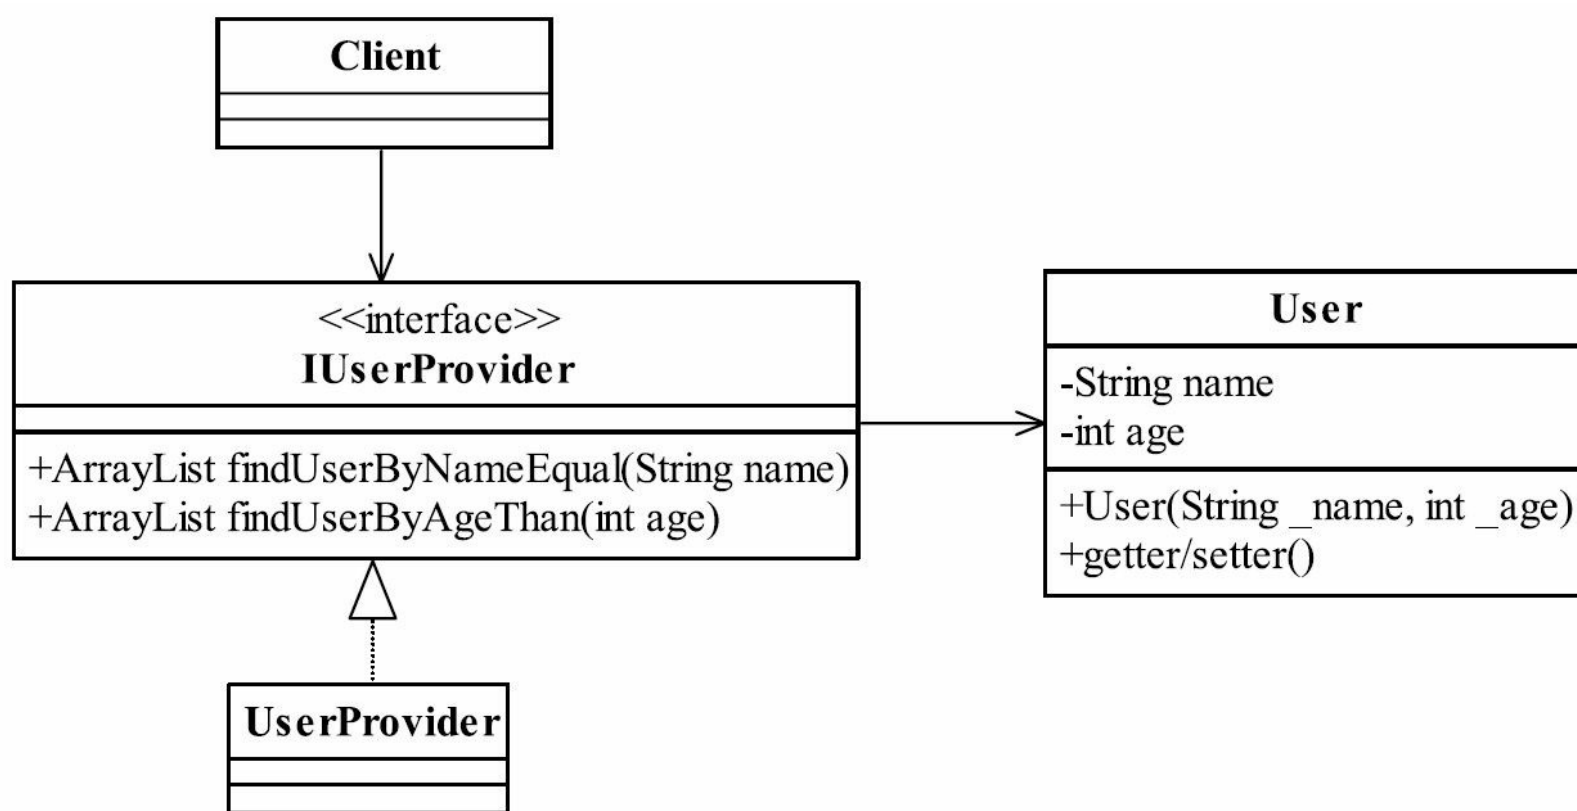 Client
<<interface>>
IUserProvider
+ArrayList findUserByNameEqual(String name)
+ArrayList findUserByAgeThan(int age)
User
-String name
-int age
+User(String _name, int _age)
+getter/setter()
UserProvider